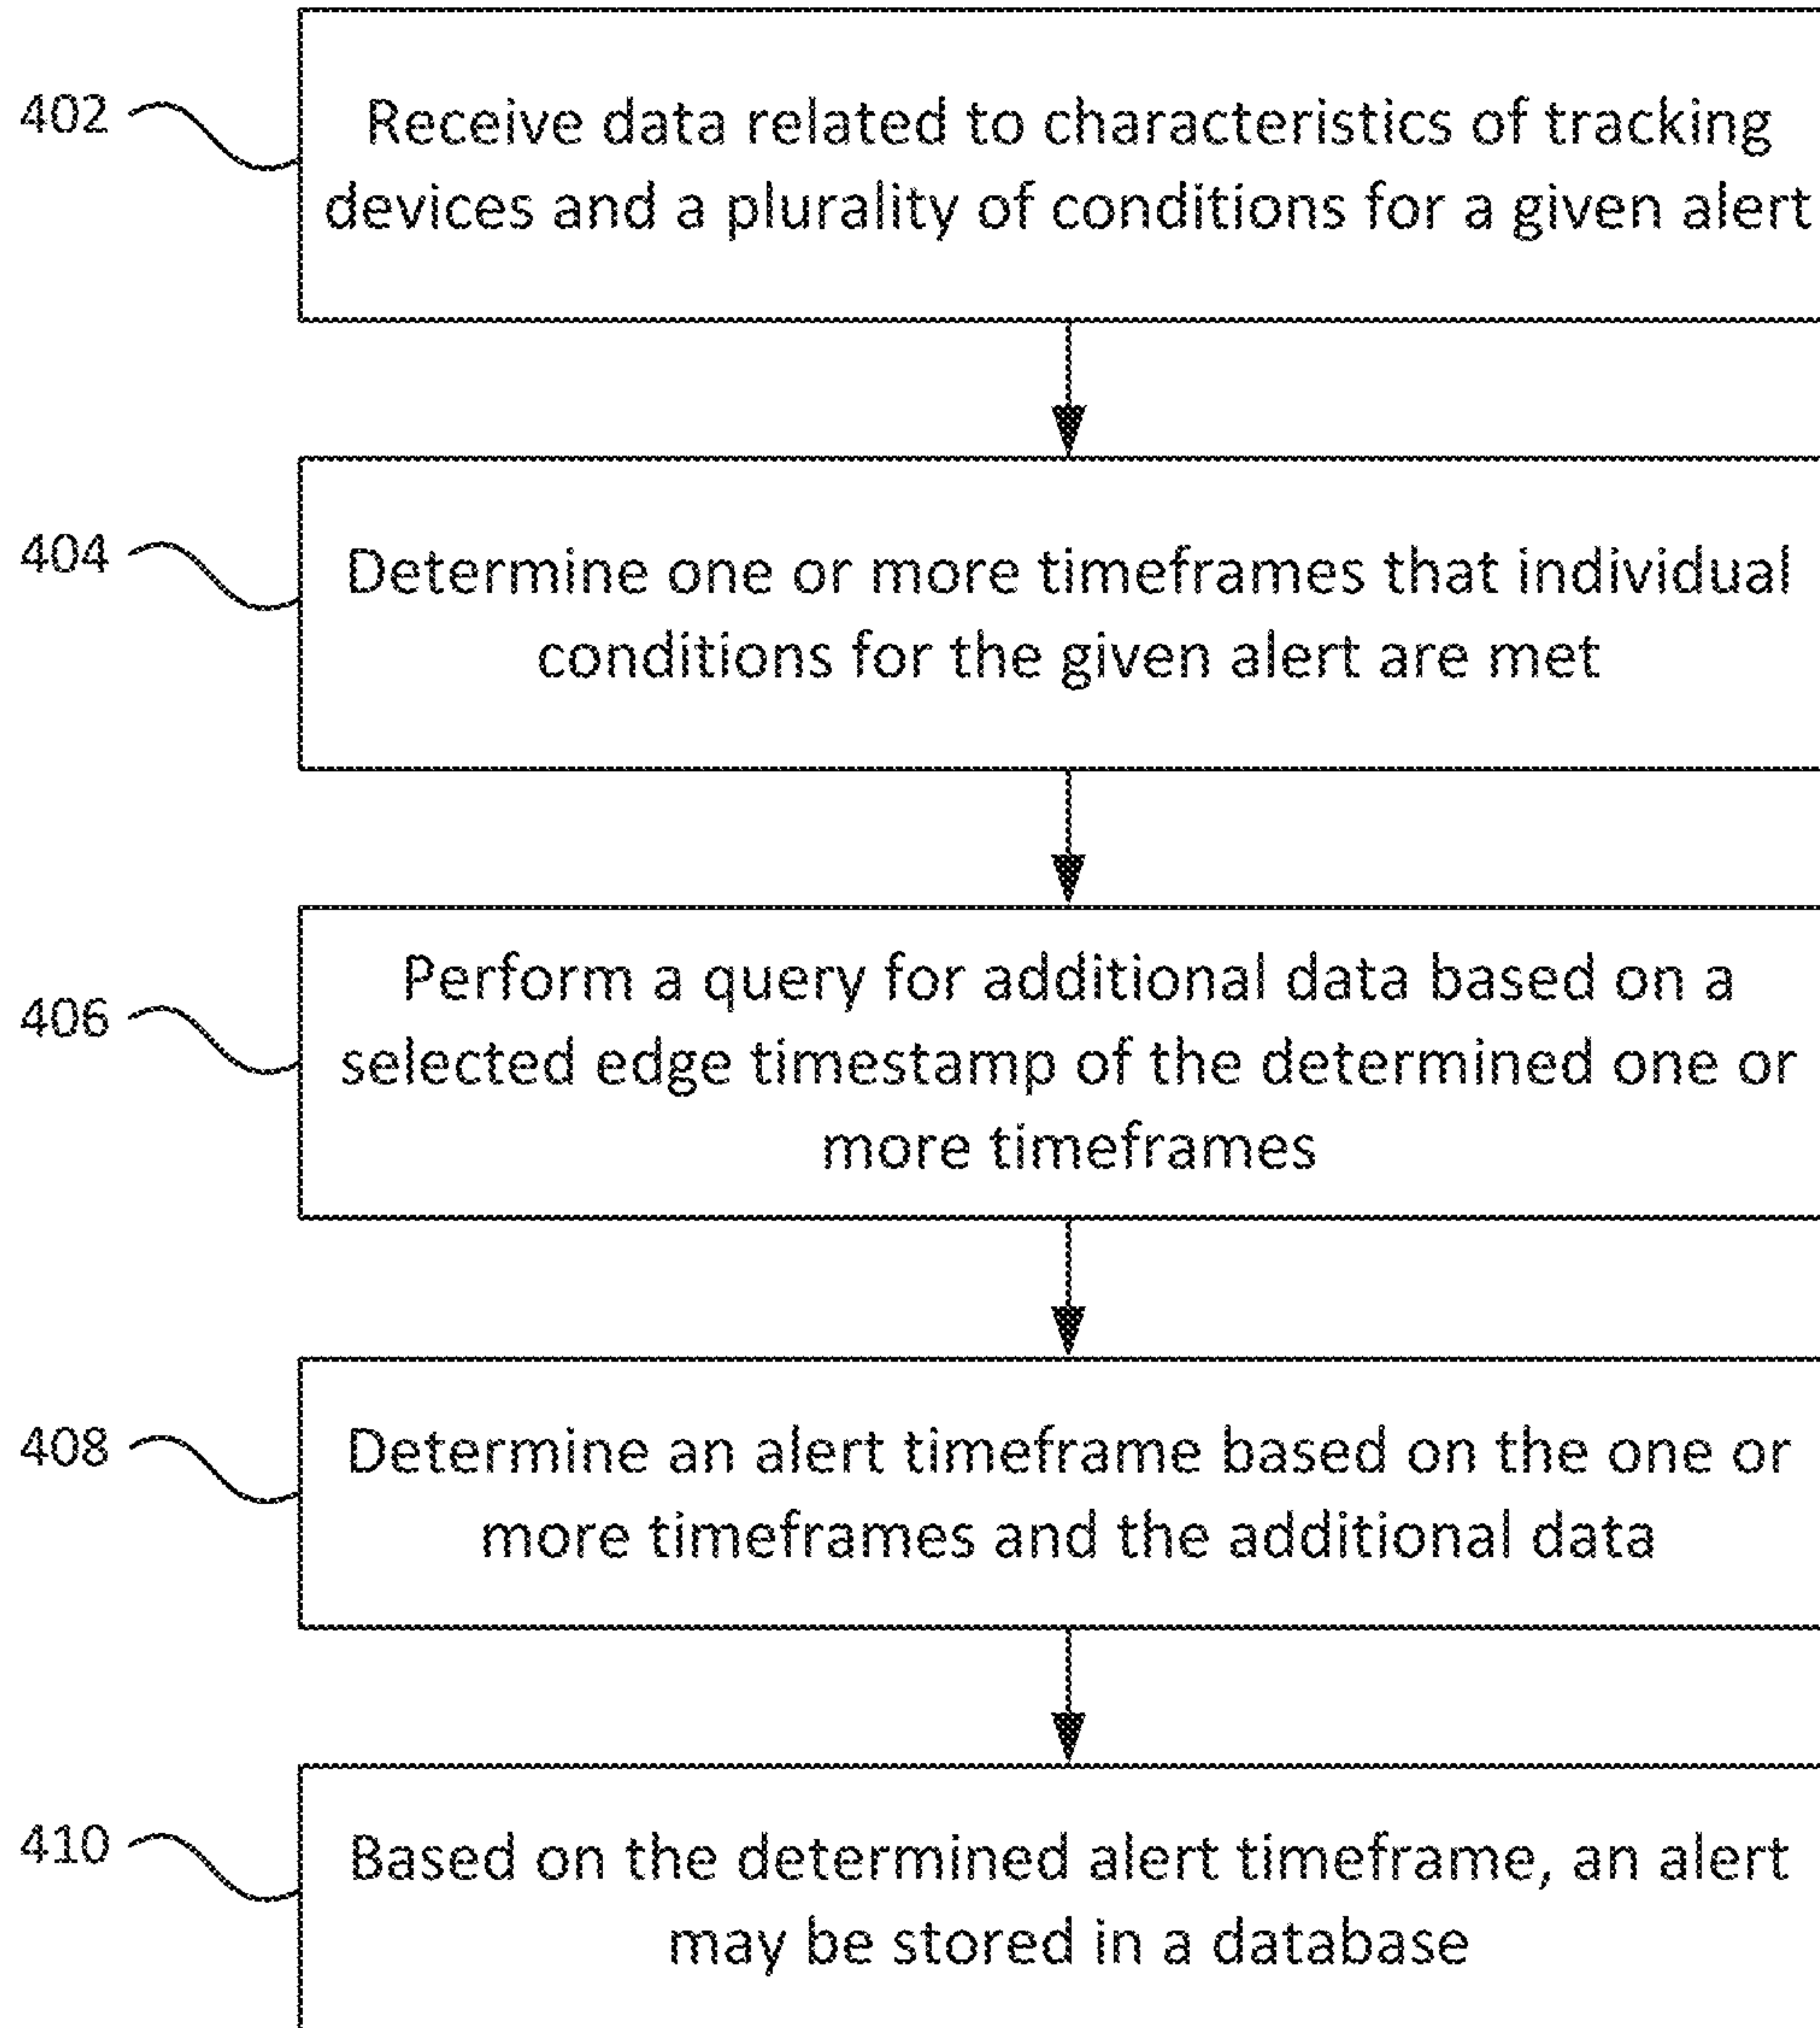 402
Receive data related to characteristics of tracking
devices and a plurality of conditions for a given alert
404
Determine one or more timeframes that individual
conditions for the given alert are met
406
Perform a query for additional data based on a
selected edge timestamp of the determined one or
more timeframes
408
Determine an alert timeframe based on the one or
more timeframes and the additional data
410
Based on the determined alert timeframe, an alert
may be stored in a database